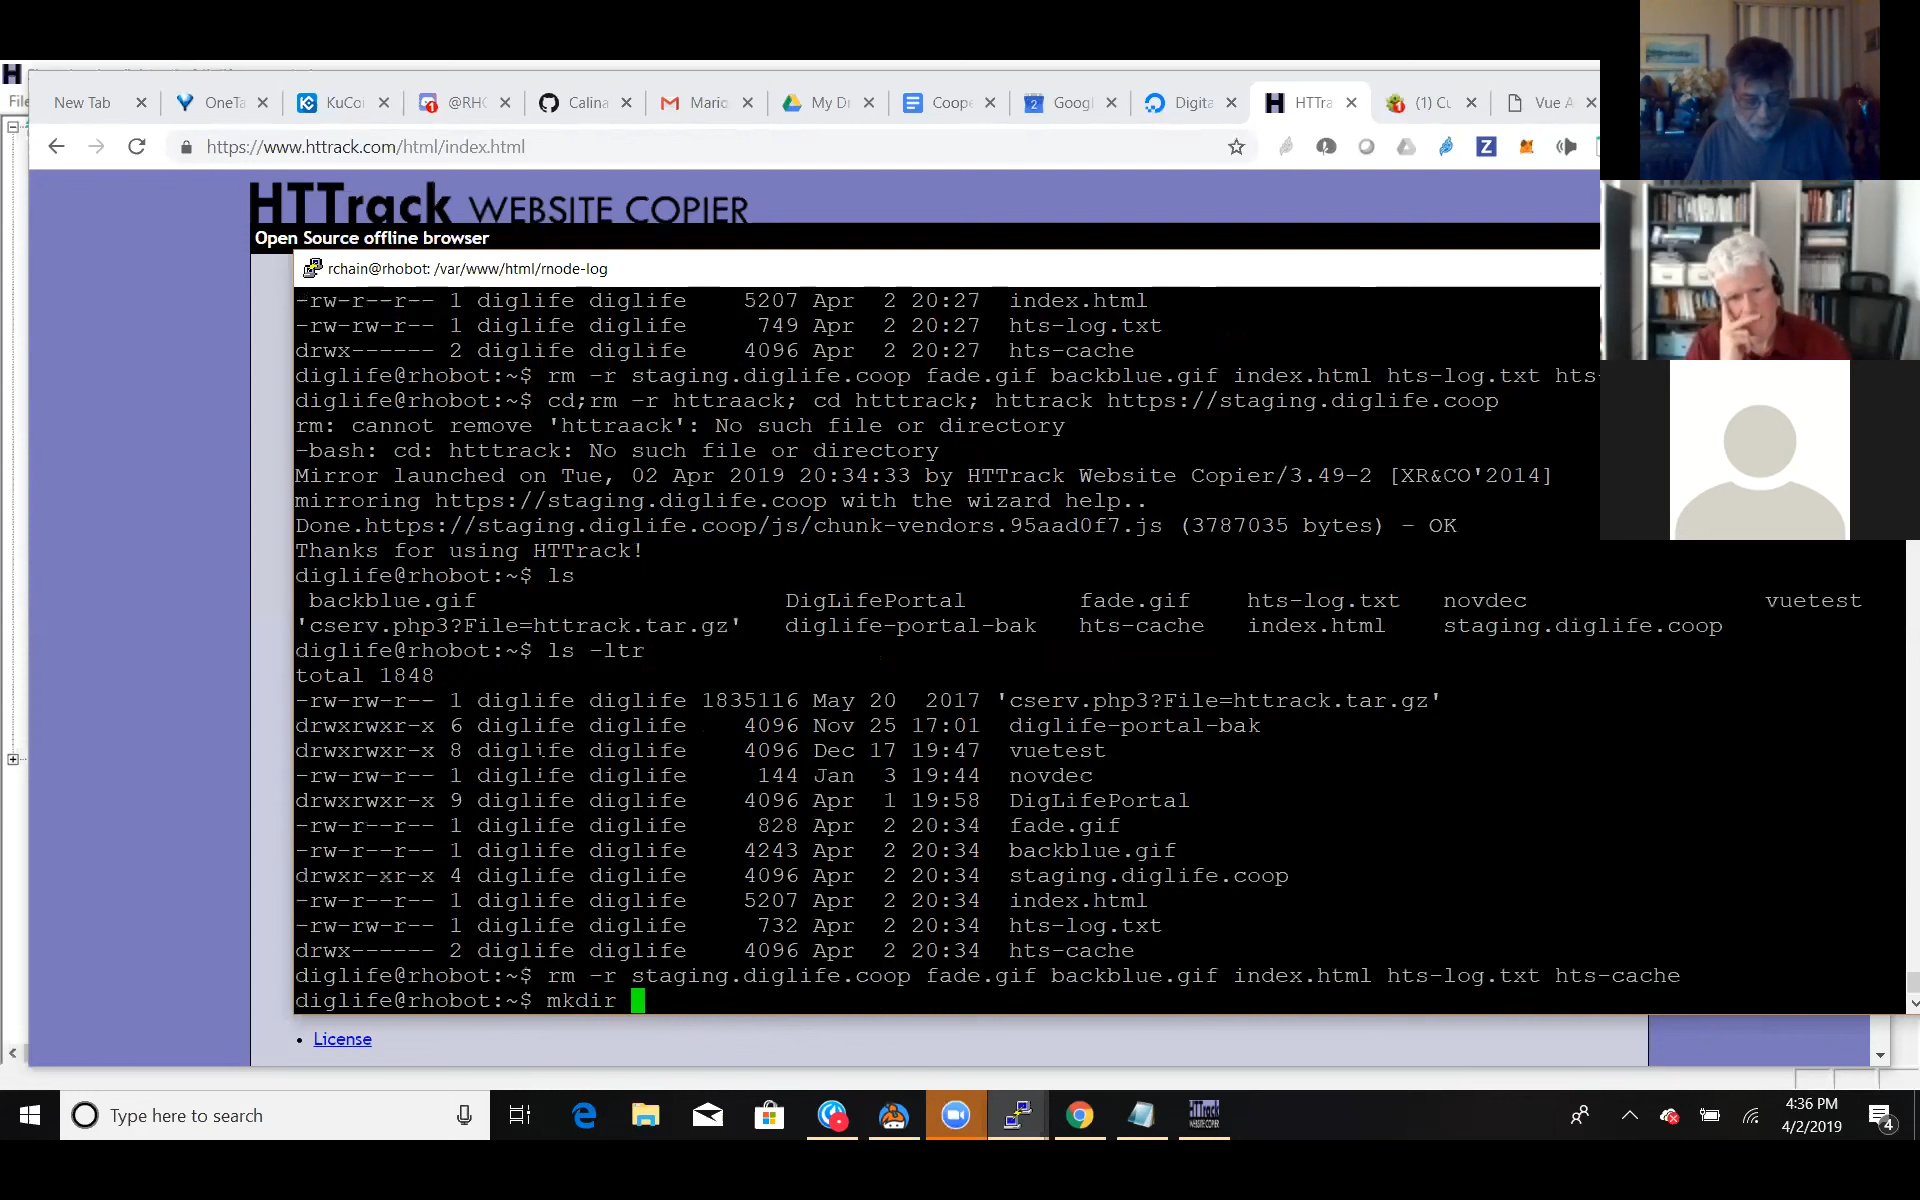 File
New Tab
OneTa
KuCoi
@RHO
Calina
Mario
My Dr
Coope
2 Googl
Digita
HTTra
(1) Cu
Vue A
https://www.httrack.com/html/index.html
Z
HTTrack WEBSITE COPIER
Open Source offline browser
rchain@rhobot: /var/www/html/rnode-log
-rw-r--r-- 1 diglife diglife 5207 Apr 2 20:27 index.html
-rw-rw-r-- 1 diglife diglife 749 Apr 2 20:27 hts-log.txt
drwx------ 2 diglife diglife 4096 Apr 2 20:27 hts-cache
diglife@rhobot:~$ rm -r staging.diglife.coop fade.gif backblue.gif index.html hts-log.txt hts-
diglife@rhobot:~$ cd;rm -r httraack; cd htttrack; httrack https://staging.diglife.coop
rm: cannot remove 'httraack': No such file or directory
-bash: cd: htttrack: No such file or directory
Mirror launched on Tue, 02 Apr 2019 20:34:33 by HTTrack Website Copier/3.49-2 [XR&CO'2014]
mirroring https://staging.diglife.coop with the wizard help..
Done.https://staging.diglife.coop/js/chunk-vendors.95aad0f7.js (3787035 bytes) - OK
Thanks for using HTTrack!
diglife@rhobot:~$ ls
backblue.gif DigLifePortal fade.gif hts-log.txt novdec vuetest
'cserv.php3?File=httrack.tar.gz' diglife-portal-bak hts-cache index.html staging.diglife.coop
diglife@rhobot:~$ ls -ltr
total 1848
-rw-rw-r-- 1 diglife diglife 1835116 May 20 2017 'cserv.php3?File=httrack.tar.gz'
drwxrwxr-x 6 diglife diglife 4096 Nov 25 17:01 diglife-portal-bak
drwxrwxr-x 8 diglife diglife 4096 Dec 17 19:47 vuetest
-rw-rw-r-- 1 diglife diglife 144 Jan 3 19:44 novdec
drwxrwxr-x 9 diglife diglife 4096 Apr 1 19:58 DigLifePortal
-rw-r--r-- 1 diglife diglife 828 Apr 2 20:34 fade.gif
-rw-r--r-- 1 diglife diglife 4243 Apr 2 20:34 backblue.gif
drwxr-xr-x 4 diglife diglife 4096 Apr 2 20:34 staging.diglife.coop
-rw-r--r-- 1 diglife diglife 5207 Apr 2 20:34 index.html
-rw-rw-r-- 1 diglife diglife 732 Apr 2 20:34 hts-log.txt
drwx------ 2 diglife diglife 4096 Apr 2 20:34 hts-cache
diglife@rhobot:~$ rm -r staging.diglife.coop fade.gif backblue.gif index.html hts-log.txt hts-cache
diglife@rhobot:~$ mkdir
License
Type here to search
HTTrack
WEBSITE COPIER
4:36 PM
4/2/2019
4